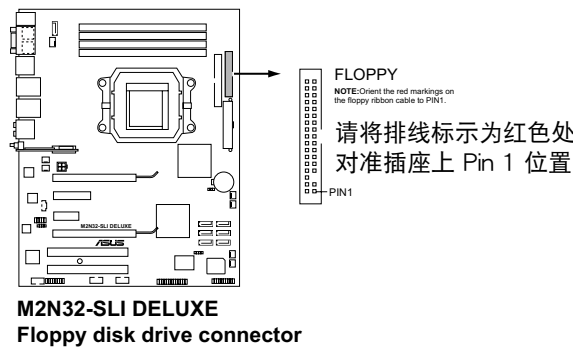 FLOPPY
NOTE:Orient the red markings on
the floppy ribbon cable to PIN1.
请将排线标示为红色处
对准插座上 Pin 1 位置
PIN1
M2N32-SLI DELUXE
ASUS
M2N32-SLI DELUXE
Floppy disk drive connector